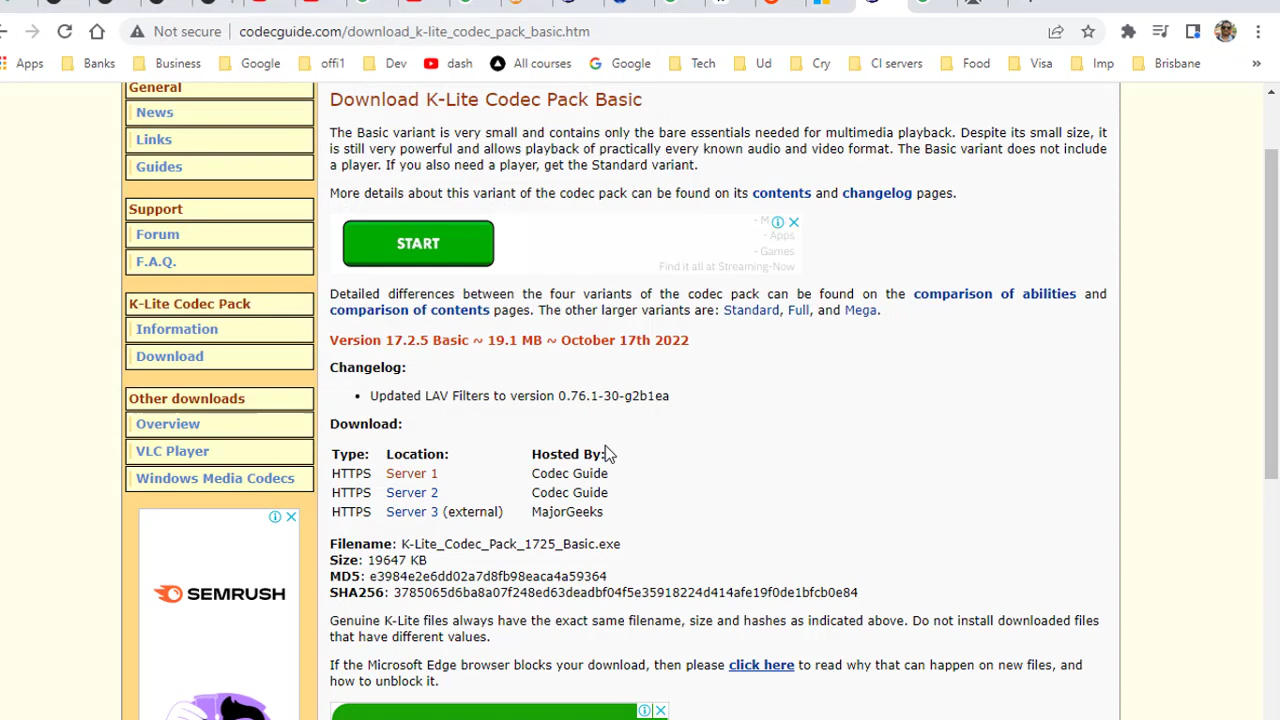 Not secure codecguide.com/download_k-lite_codec_pack_basic.htm
Apps Banks Business Google offi1 Dev dash All courses Google Tech Ud Cry CI servers Food Visa Imp Brisbane »
General
News
Links
Guides
Support
Forum
F.A.Q.
K-Lite Codec Pack
Information
Download
Other downloads
Overview
VLC Player
Windows Media Codecs
SEMRUSH
Download K-Lite Codec Pack Basic
The Basic variant is very small and contains only the bare essentials needed for multimedia playback. Despite its small size, it
is still very powerful and allows playback of practically every known audio and video format. The Basic variant does not include
a player. If you also need a player, get the Standard variant.
More details about this variant of the codec pack can be found on its contents and changelog pages.
START
- M
- Apps
- Games
Find it all at Streaming-Now
Detailed differences between the four variants of the codec pack can be found on the comparison of abilities and
comparison of contents pages. The other larger variants are: Standard, Full, and Mega.
Version 17.2.5 Basic ~ 19.1 MB ~ October 17th 2022
Changelog:
• Updated LAV Filters to version 0.76.1-30-g2b1ea
Download:
Type: Location: Hosted By:
HTTPS Server 1 Codec Guide
HTTPS Server 2 Codec Guide
HTTPS Server 3 (external) MajorGeeks
Filename: K-Lite_Codec_Pack_1725_Basic.exe
Size: 19647 KB
MD5: e3984e2e6dd02a7d8fb98eaca4a59364
SHA256: 3785065d6ba8a07f248ed63deadbf04f5e35918224d414afe19f0de1bfcb0e84
Genuine K-Lite files always have the exact same filename, size and hashes as indicated above. Do not install downloaded files
that have different values.
If the Microsoft Edge browser blocks your download, then please click here to read why that can happen on new files, and
how to unblock it.